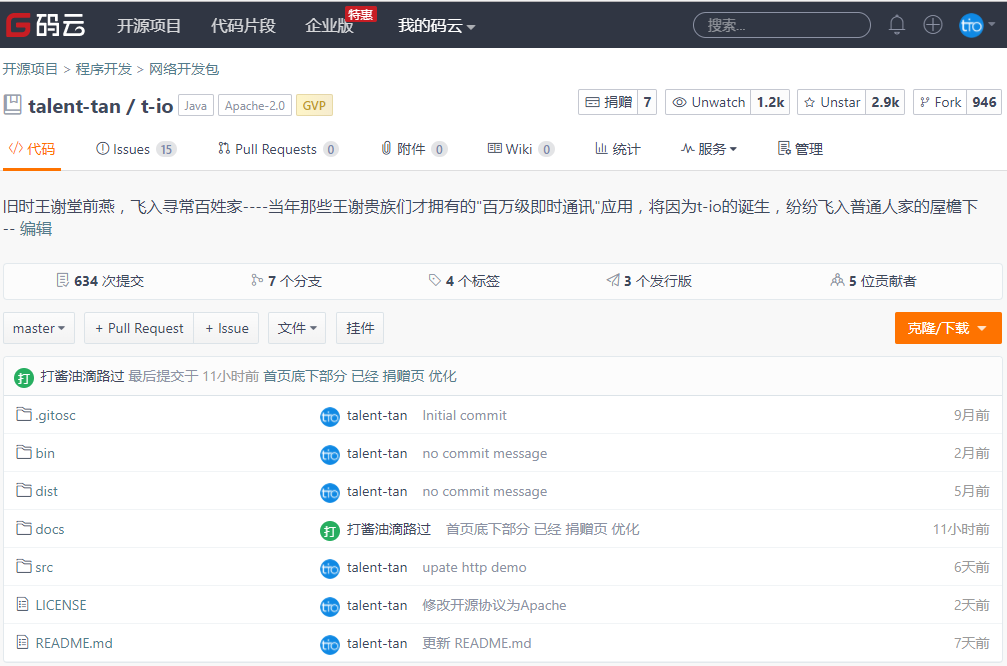 G 码云 开源项目 代码片段 企业版 特惠 我的码云 搜索... tio
开源项目 > 程序开发 > 网络开发包
talent-tan / t-io Java Apache-2.0 GVP 捐赠 7 Unwatch 1.2k Unstar 2.9k Fork 946
代码 Issues 15 Pull Requests 0 附件 0 Wiki 0 统计 服务 管理
旧时王谢堂前燕，飞入寻常百姓家----当年那些王谢贵族们才拥有的"百万级即时通讯"应用，将因为t-io的诞生，纷纷飞入普通人家的屋檐下
-- 编辑
634 次提交 7 个分支 4 个标签 3 个发行版 5 位贡献者
master + Pull Request + Issue 文件 挂件 克隆/下载
打 打酱油滴路过 最后提交于 11小时前 首页底下部分 已经 捐赠页 优化
.gitosc tio talent-tan Initial commit 9月前
bin tio talent-tan no commit message 2月前
dist tio talent-tan no commit message 5月前
docs 打 打酱油滴路过 首页底下部分 已经 捐赠页 优化 11小时前
src tio talent-tan upate http demo 6天前
LICENSE tio talent-tan 修改开源协议为Apache 2天前
README.md tio talent-tan 更新 README.md 7天前